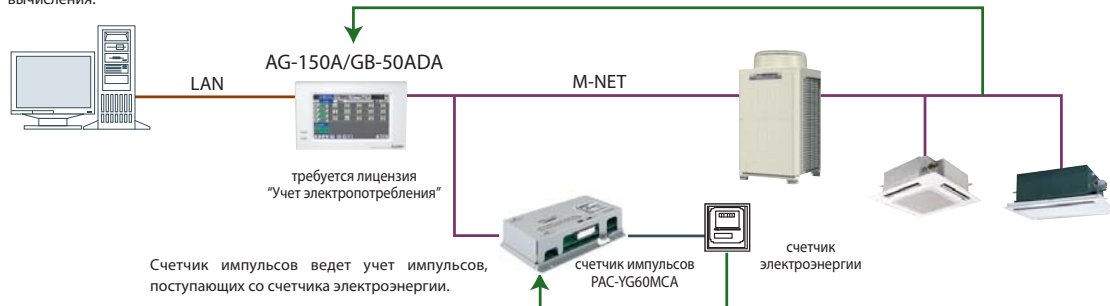 вычисления.
AG-150A/GB-50ADA
LAN
M-NET
требуется лицензия
“Учет электропотребления”
счетчик импульсов
PAC-YG60MCA
счетчик
электроэнергии
Счетчик импульсов ведет учет импульсов,
поступающих со счетчика электроэнергии.